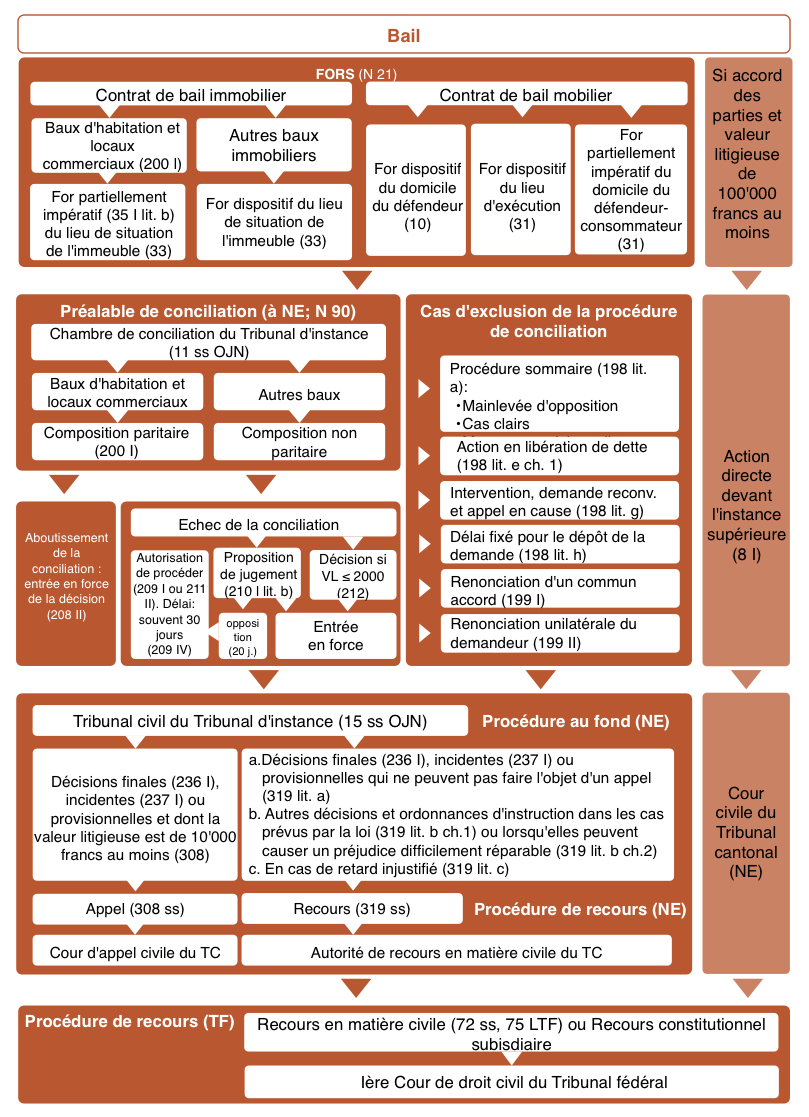 Bail
FORS (N 21)
Contrat de bail immobilier
Contrat de bail mobilier
Baux d'habitation et
locaux
commerciaux (200 I)
Autres baux
immobiliers
For partiellement
impératif (35 I lit. b)
du lieu de situation
de l'immeuble (33)
For dispositif du lieu
de situation de
l'immeuble (33)
For dispositif
du domicile
du défendeur
(10)
For dispositif
du lieu
d'exécution
(31)
For
partiellement
impératif du
domicile du
défendeur-
consommateur
(31)
Si accord
des
parties et
valeur
litigieuse
de
100'000
francs au
moins
Préalable de conciliation (à NE; N 90)
Chambre de conciliation du Tribunal d'instance
(11 ss OJN)
Baux d'habitation et
locaux commerciaux
Autres baux
Composition paritaire
(200 I)
Composition non
paritaire
Aboutissement
de la
conciliation :
entrée en force
de la décision
(208 II)
Echec de la conciliation
Autorisation
de procéder
(209 I ou 211
II). Délai:
souvent 30
jours
(209 IV)
Proposition
de jugement
(210 I lit. b)
opposi
tion
(20 j.)
Décision si
VL ≤ 2000
(212)
Entrée
en force
Cas d'exclusion de la procédure
de conciliation
Procédure sommaire (198 lit.
a):
•Mainlevée d'opposition
•Cas clairs
Action en libération de dette
(198 lit. e ch. 1)
Intervention, demande reconv.
et appel en cause (198 lit. g)
Délai fixé pour le dépôt de la
demande (198 lit. h)
Renonciation d'un commun
accord (199 I)
Renonciation unilatérale du
demandeur (199 II)
Action
directe
devant
l'instance
supérieure
(8 I)
Tribunal civil du Tribunal d'instance (15 ss OJN)
Procédure au fond (NE)
Décisions finales (236 I),
incidentes (237 I) ou
provisionnelles et dont la
valeur litigieuse est de 10'000
francs au moins (308)
a.Décisions finales (236 I), incidentes (237 I) ou
provisionnelles qui ne peuvent pas faire l'objet d'un appel
(319 lit. a)
b. Autres décisions et ordonnances d'instruction dans les cas
prévus par la loi (319 lit. b ch.1) ou lorsqu'elles peuvent
causer un préjudice difficilement réparable (319 lit. b ch.2)
c. En cas de retard injustifié (319 lit. c)
Appel (308 ss)
Recours (319 ss)
Procédure de recours (NE)
Cour d'appel civile du TC
Autorité de recours en matière civile du TC
Cour
civile du
Tribunal
cantonal
(NE)
Procédure de recours (TF)
Recours en matière civile (72 ss, 75 LTF) ou Recours constitutionnel
subisdiaire
Ière Cour de droit civil du Tribunal fédéral